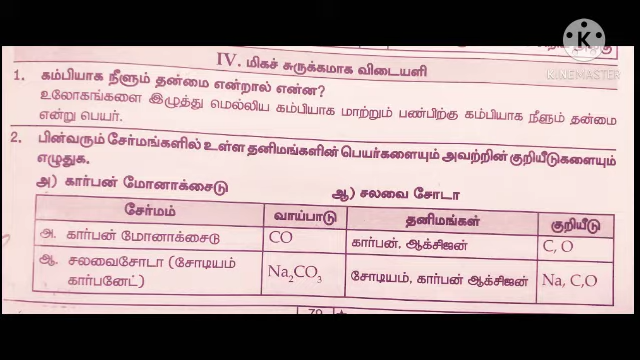 K
KINEMASTER
IV. மிகச் சுருக்கமாக விடையளி
1. கம்பியாக நீளும் தன்மை என்றால் என்ன?
உலோகங்களை இழுத்து மெல்லிய கம்பியாக மாற்றும் பண்பிற்கு கம்பியாக நீளும் தன்மை
என்று பெயர்.
2. பின்வரும் சேர்மங்களில் உள்ள தனிமங்களின் பெயர்களையும் அவற்றின் குறியீடுகளையும்
எழுதுக.
அ) கார்பன் மோனாக்சைடு ஆ) சலவை சோடா
சேர்மம் வாய்பாடு தனிமங்கள் குறியீடு
அ. கார்பன் மோனாக்சைடு CO கார்பன், ஆக்சிஜன் C, O
ஆ. சலவைசோடா (சோடியம்
கார்பனேட்) Na₂CO₃ சோடியம், கார்பன் ஆக்சிஜன் Na, C,O